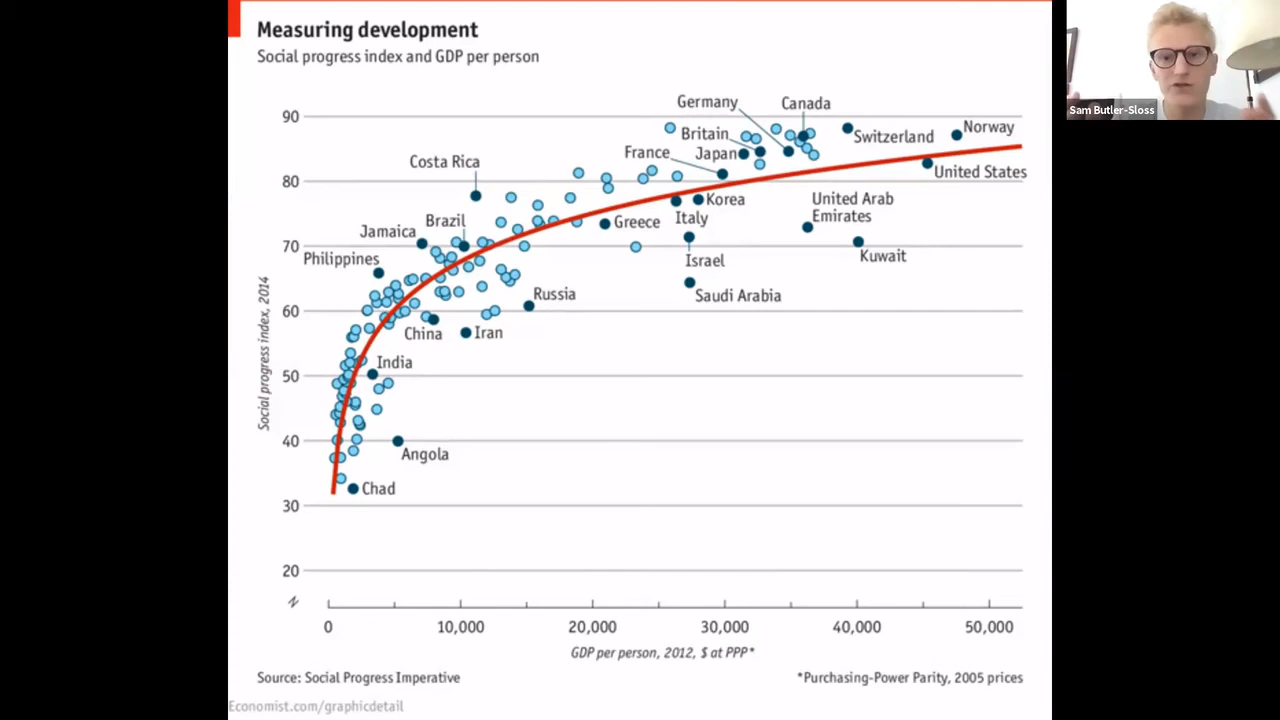 Measuring development
Social progress index and GDP per person
Sam Butler-Sloss
Germany
Canada
90
Britain
Switzerland
Norway
Costa Rica
France
Japan
United States
80
Jamaica
Brazil
Korea
United Arab
Emirates
Greece
Italy
70
Philippines
Israel
Kuwait
Russia
Saudi Arabia
60
China
Iran
India
50
40
Angola
Chad
30
20
Social progress index, 2014
0
10,000
20,000
30,000
40,000
50,000
GDP per person, 2012, $ at PPP*
Source: Social Progress Imperative
*Purchasing-Power Parity, 2005 prices
Economist.com/graphicdetail